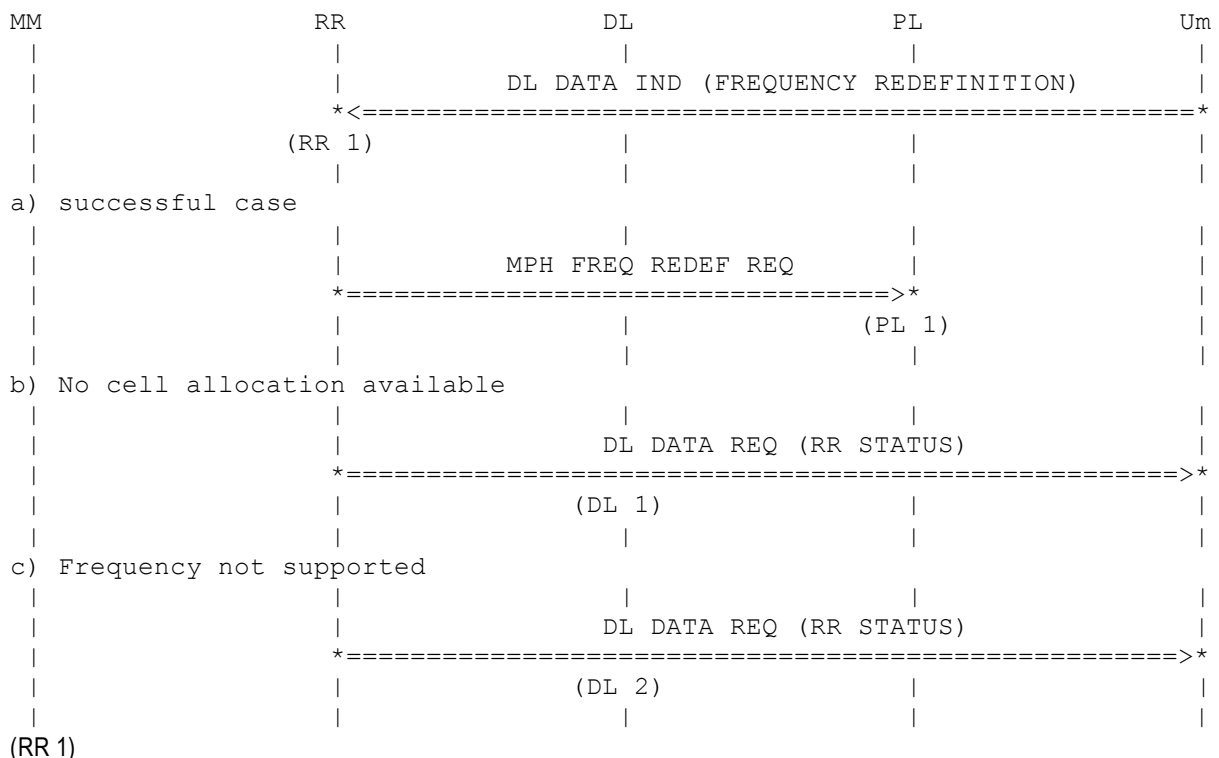 MM RR DL PL Um
DL DATA IND (FREQUENCY REDEFINITION)
*<====================================================*
(RR 1)
a) successful case
MPH FREQ REDEF REQ
*==================================>*
(PL 1)
b) No cell allocation available
DL DATA REQ (RR STATUS)
*====================================================>*
(DL 1)
c) Frequency not supported
DL DATA REQ (RR STATUS)
*====================================================>*
(DL 2)
(RR 1)